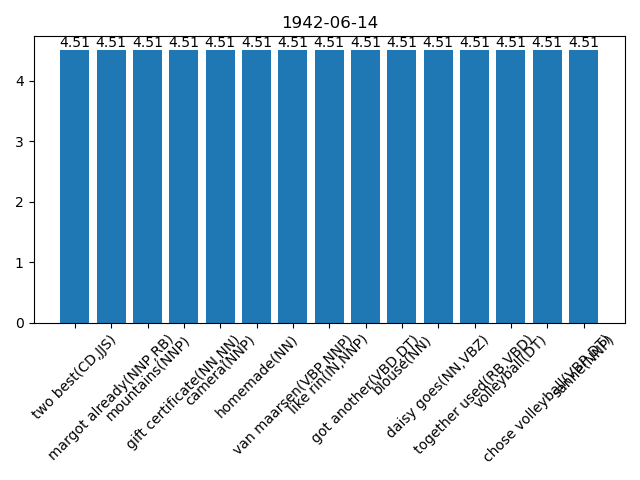 1942-06-14
4.51 4.51 4.51 4.51 4.51 4.51 4.51 4.51 4.51 4.51 4.51 4.51 4.51 4.51 4.51
4
3
2
1
0
two best(CD,JJS)
margot already(NNP,RB)
mountains(NNP)
gift certificate(NN,NN)
camera(NNP)
homemade(NN)
van maarsen(VBP,NNP)
like rin(IN,NNP)
got another(VBD,DT)
blouse(NN)
daisy goes(NN,VBZ)
together used(RB,VBD)
volleyball(DT)
chose volleyball(VBP,DT)